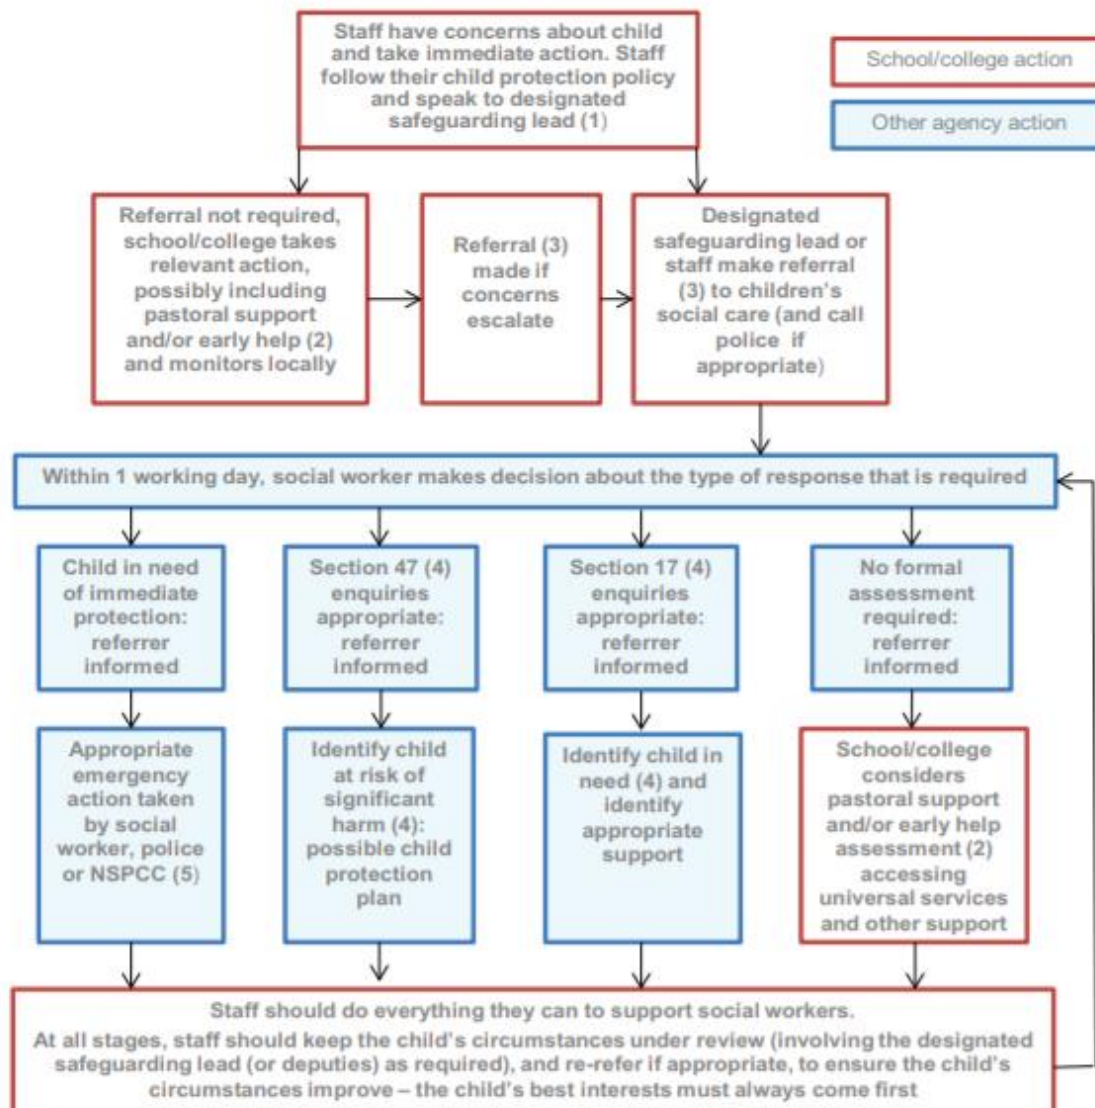 Staff have concerns about child
and take immediate action. Staff
follow their child protection policy
and speak to designated
safeguarding lead (1)
School/college action
Other agency action
Referral not required,
school/college takes
relevant action,
possibly including
pastoral support
and/or early help (2)
and monitors locally
Referral (3)
made if
concerns
escalate
Designated
safeguarding lead or
staff make referral
(3) to children's
social care (and call
police if
appropriate)
Within 1 working day, social worker makes decision about the type of response that is required
Child in need
of immediate
protection:
referrer
informed
Section 47 (4)
enquiries
appropriate:
referrer
informed
Section 17 (4)
enquiries
appropriate:
referrer
informed
No formal
assessment
required:
referrer
informed
Appropriate
emergency
action taken
by social
worker, police
or NSPCC (5)
Identify child
at risk of
significant
harm (4):
possible child
protection
plan
Identify child in
need (4) and
identify
appropriate
support
School/college
considers
pastoral support
and/or early help
assessment (2)
accessing
universal services
and other support
Staff should do everything they can to support social workers.
At all stages, staff should keep the child's circumstances under review (involving the designated
safeguarding lead (or deputies) as required), and re-refer if appropriate, to ensure the child's
circumstances improve – the child's best interests must always come first